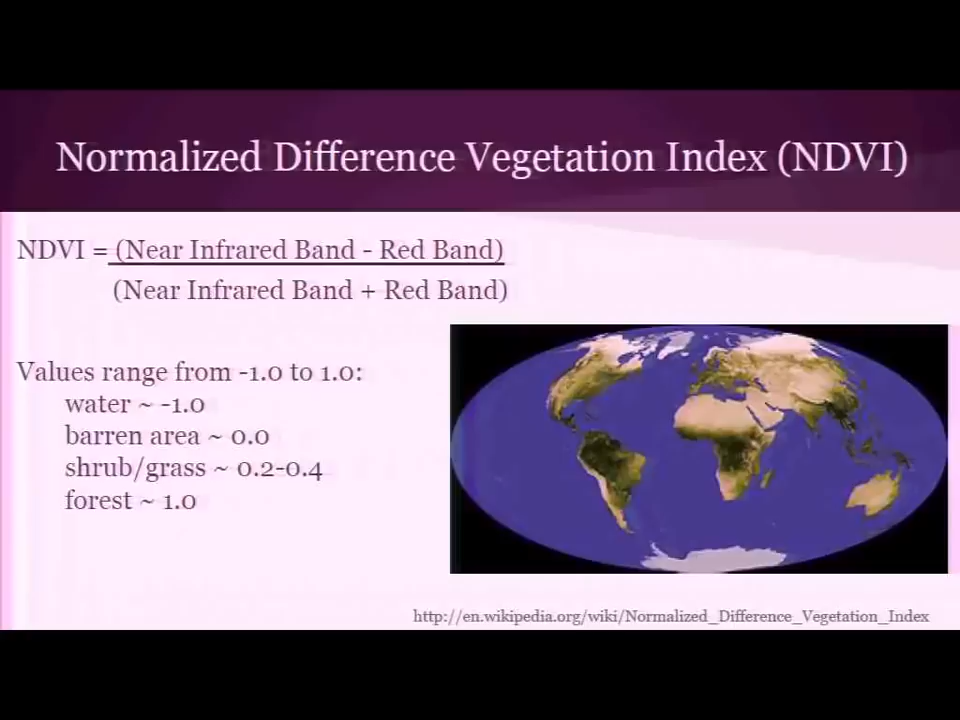 Normalized Difference Vegetation Index (NDVI)
NDVI = (Near Infrared Band - Red Band)
(Near Infrared Band + Red Band)
Values range from -1.0 to 1.0:
water ~ -1.0
barren area ~ 0.0
shrub/grass ~ 0.2-0.4
forest ~ 1.0
http://en.wikipedia.org/wiki/Normalized_Difference_Vegetation_Index